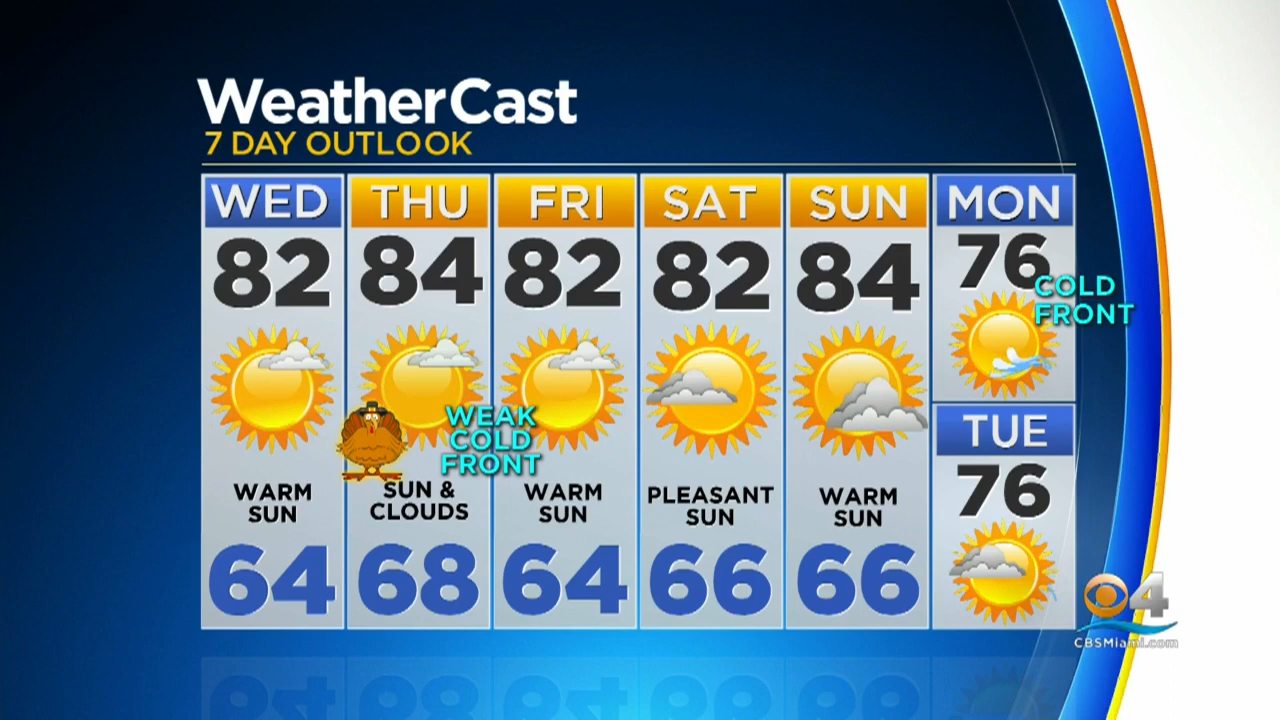 WeatherCast
7 DAY OUTLOOK
WED
82
WARM
SUN
64
THU
84
WEAK
COLD
FRONT
SUN &
CLOUDS
68
FRI
82
WARM
SUN
64
SAT
82
PLEASANT
SUN
66
SUN
84
WARM
SUN
66
MON
76
COLD
FRONT
TUE
76
4
CBSMiami.com